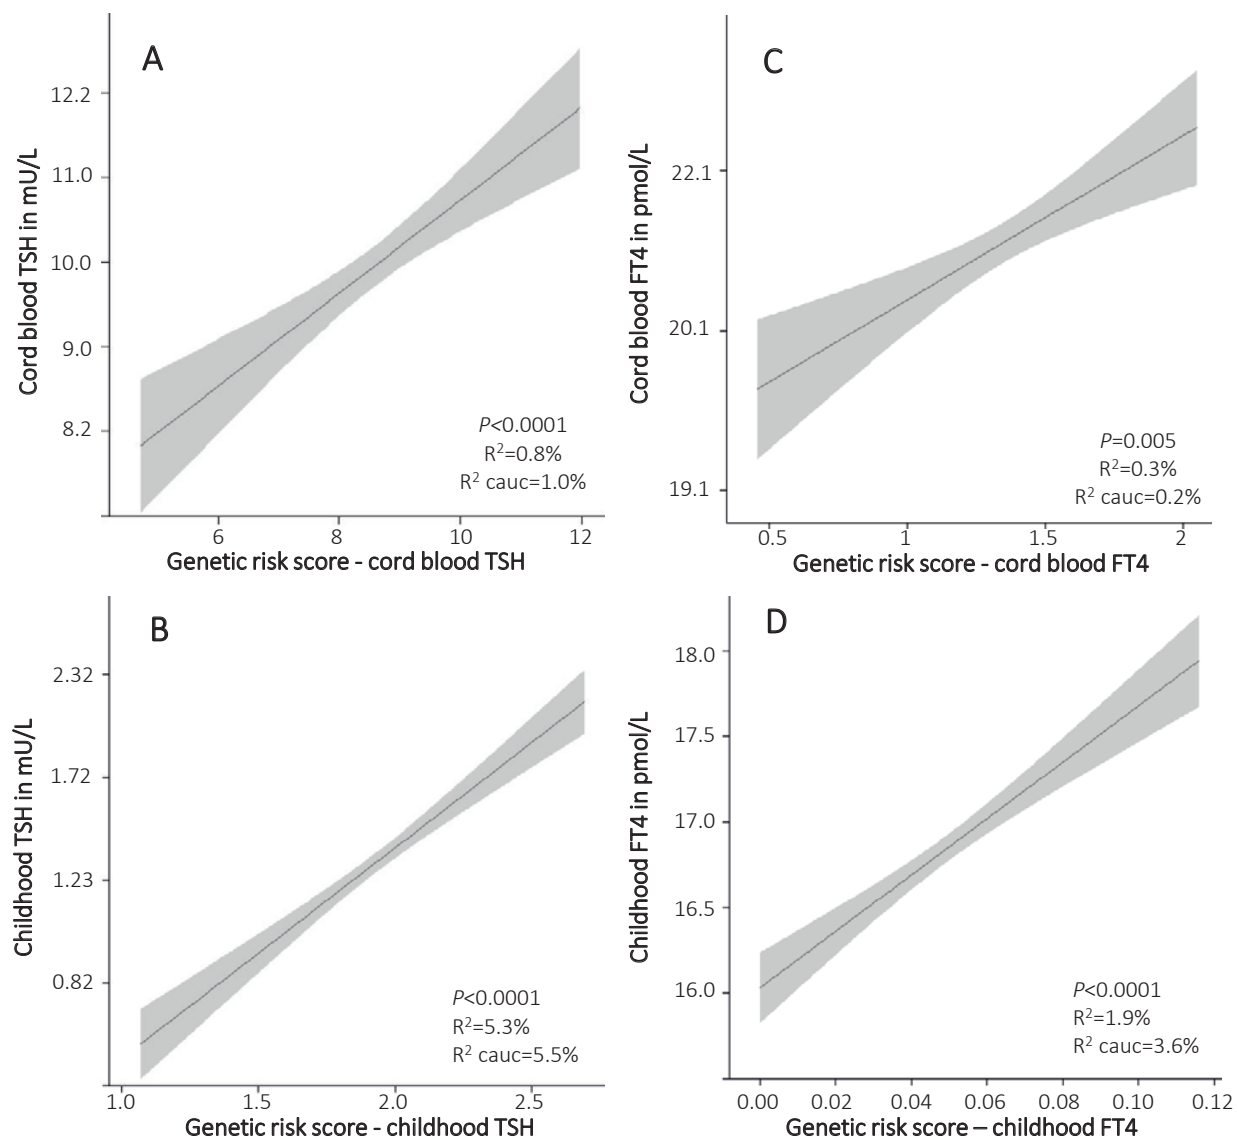 A
Cord blood TSH in mU/L
12.2
11.0
10.0
9.0
8.2
P<0.0001
R²=0.8%
R² cauc=1.0%
6 8 10 12
Genetic risk score - cord blood TSH
C
Cord blood FT4 in pmol/L
22.1
20.1
19.1
P=0.005
R²=0.3%
R² cauc=0.2%
0.5 1 1.5 2
Genetic risk score - cord blood FT4
B
Childhood TSH in mU/L
2.32
1.72
1.23
0.82
P<0.0001
R²=5.3%
R² cauc=5.5%
1.0 1.5 2.0 2.5
Genetic risk score - childhood TSH
D
Childhood FT4 in pmol/L
18.0
17.5
17.0
16.5
16.0
P<0.0001
R²=1.9%
R² cauc=3.6%
0.00 0.02 0.04 0.06 0.08 0.10 0.12
Genetic risk score – childhood FT4